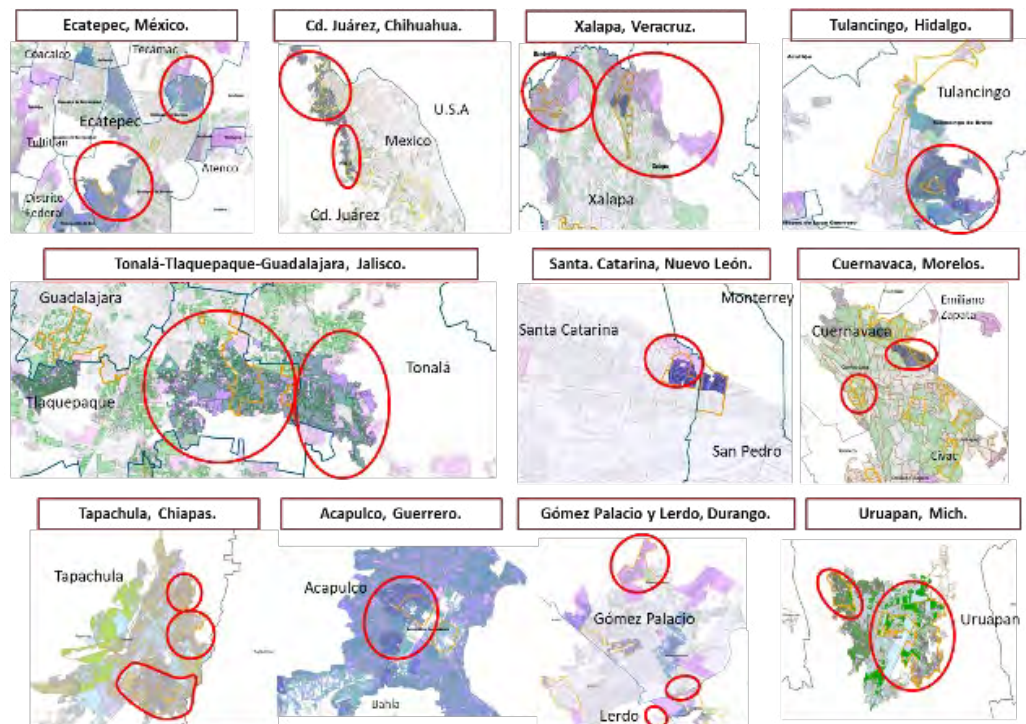 Ecatepec, México.
Cd. Juárez, Chihuahua.
Xalapa, Veracruz.
Tulancingo, Hidalgo.
Coacalco
Tecámac
Ecatepec
Tultitlan
Atenco
Distrito
Federal
U.S.A
Mexico
Cd. Juárez
Xalapa
Tulancingo
Tonalá-Tlaquepaque-Guadalajara, Jalisco.
Santa. Catarina, Nuevo León.
Cuernavaca, Morelos.
Guadalajara
Tonalá
Tlaquepaque
Monterrey
Santa Catarina
San Pedro
Emiliano
Zapata
Cuernavaca
Civac
Tapachula, Chiapas.
Acapulco, Guerrero.
Gómez Palacio y Lerdo, Durango.
Uruapan, Mich.
Tapachula
Acapulco
Bahía
Gómez Palacio
Lerdo
Uruapan